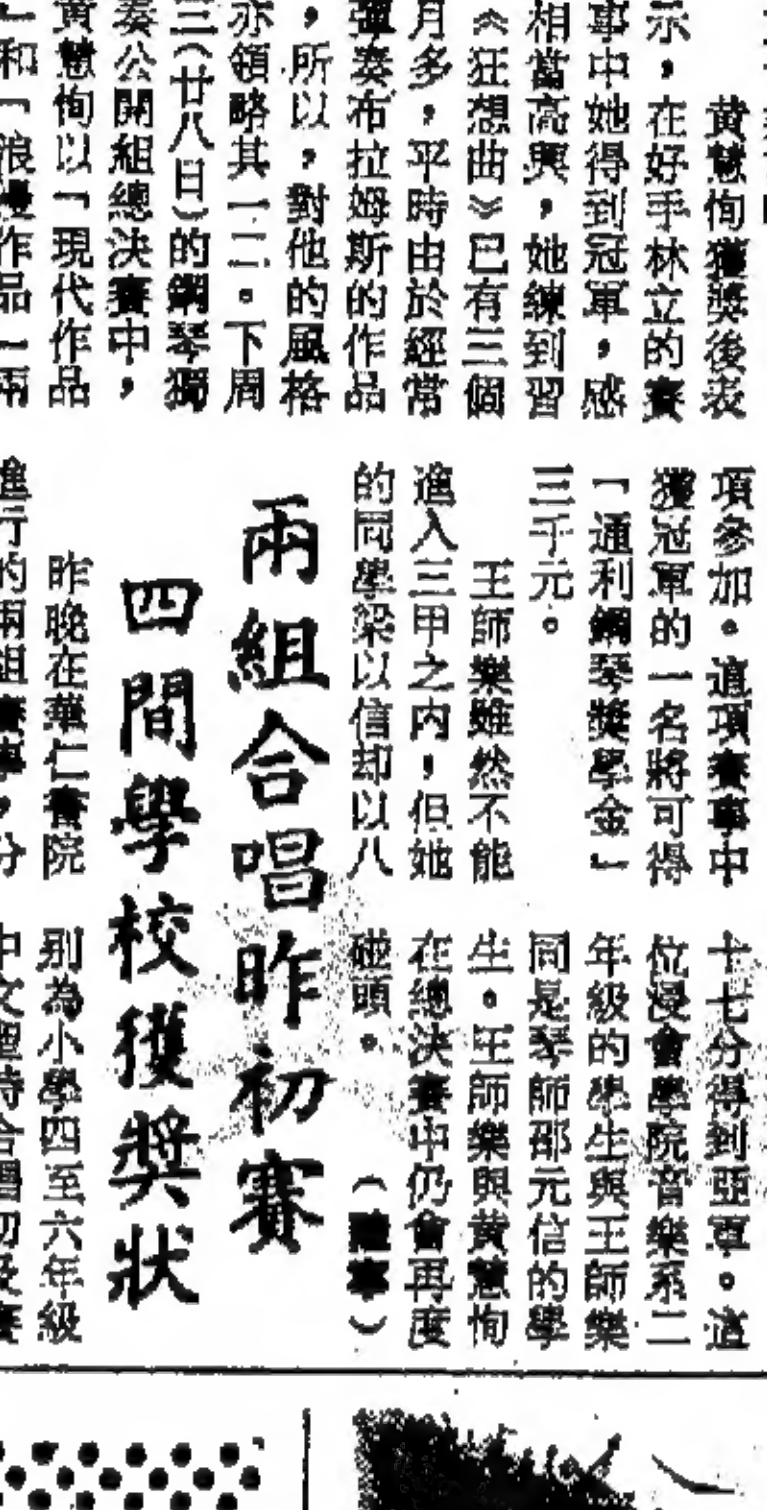 黃慧恂獲獎後表
示，在好手林立的賽
事中她得到冠軍，感
相當高興，她練到習
《狂想曲》已有三個
月多，平時由於經常
彈奏布拉姆斯的作品
，所以，對他的風格
亦領略其一二。下周
三（廿八日）的鋼琴獨
奏公開組總決賽中，
黃慧恂以「現代作品
」和「浪漫作品」兩
項參加。這項賽事中
獲冠軍的一名將可得
「通利鋼琴獎學金」
三千元。
王師樂雖然不能
進入三甲之內，但她
的同學梁以信却以八
十七分得到亞軍。這
位浸會學院音樂系二
年級的學生與王師樂
同是琴師邵元信的學
生。王師樂與黃慧恂
在總決賽中仍會再度
碰頭。
兩組合唱昨初賽
四間學校獲獎狀
昨晚在華仁書院
進行的兩組賽事，分
別為小學四至六年級
中文聖詩合唱初級賽